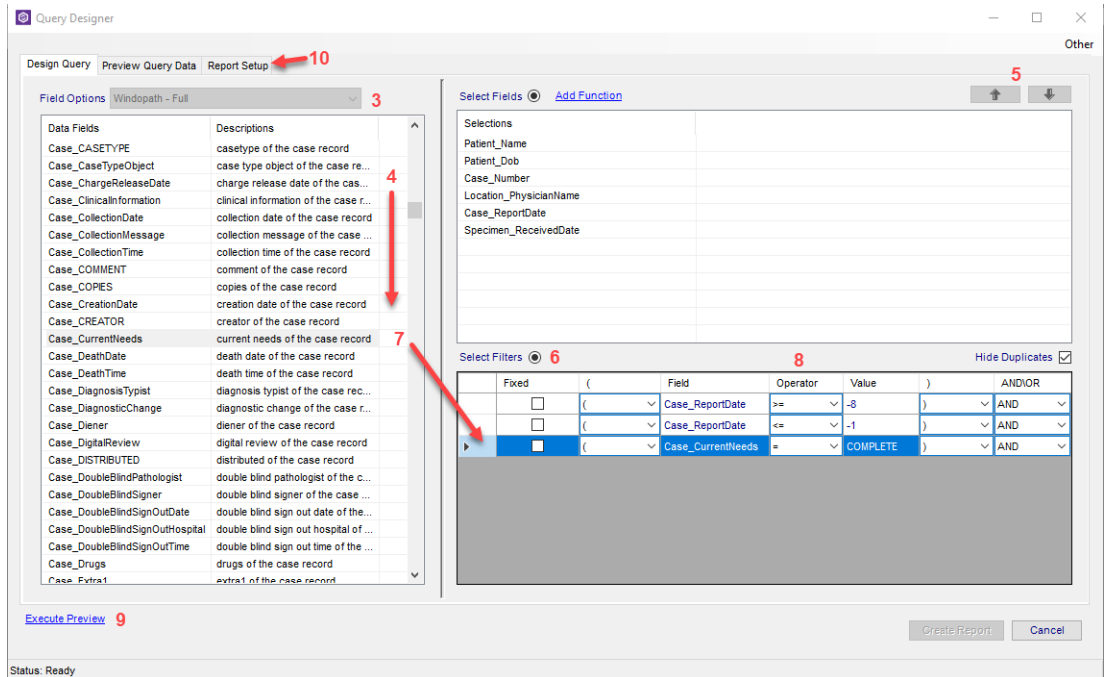 Query Designer
Other
Design Query Preview Query Data Report Setup 10
Field Options Windopath - Full 3
Data Fields Descriptions
Case_CASETYPE casetype of the case record
Case_CaseTypeObject case type object of the case re...
Case_ChargeReleaseDate charge release date of the cas...
4
Case_ClinicalInformation clinical information of the case r...
Case_CollectionDate collection date of the case record
Case_CollectionMessage collection message of the case ...
Case_CollectionTime collection time of the case record
Case_COMMENT comment of the case record
Case_COPIES copies of the case record
Case_CreationDate creation date of the case record
Case_CREATOR creator of the case record
Case_CurrentNeeds current needs of the case record
7
Case_DeathDate death date of the case record
Case_DeathTime death time of the case record
Case_DiagnosisTypist diagnosis typist of the case rec...
Case_DiagnosticChange diagnostic change of the case r...
Case_Diener diener of the case record
Case_DigitalReview digital review of the case record
Case_DISTRIBUTED distributed of the case record
Case_DoubleBlindPathologist double blind pathologist of the c...
Case_DoubleBlindSigner double blind signer of the case ...
Case_DoubleBlindSignOutDate double blind sign out date of the...
Case_DoubleBlindSignOutHospital double blind sign out hospital of ...
Case_DoubleBlindSignOutTime double blind sign out time of the ...
Case_Drugs drugs of the case record
Case_Extra1 extra1 of the case record
5
Select Fields Add Function
Selections
Patient_Name
Patient_Dob
Case_Number
Location_PhysicianName
Case_ReportDate
Specimen_ReceivedDate
Select Filters 6 8 Hide Duplicates
Fixed ( Field Operator Value ) AND\OR
( Case_ReportDate >= -8 ) AND
( Case_ReportDate <= -1 ) AND
( Case_CurrentNeeds = COMPLETE ) AND
Execute Preview 9
Create Report Cancel
Status: Ready